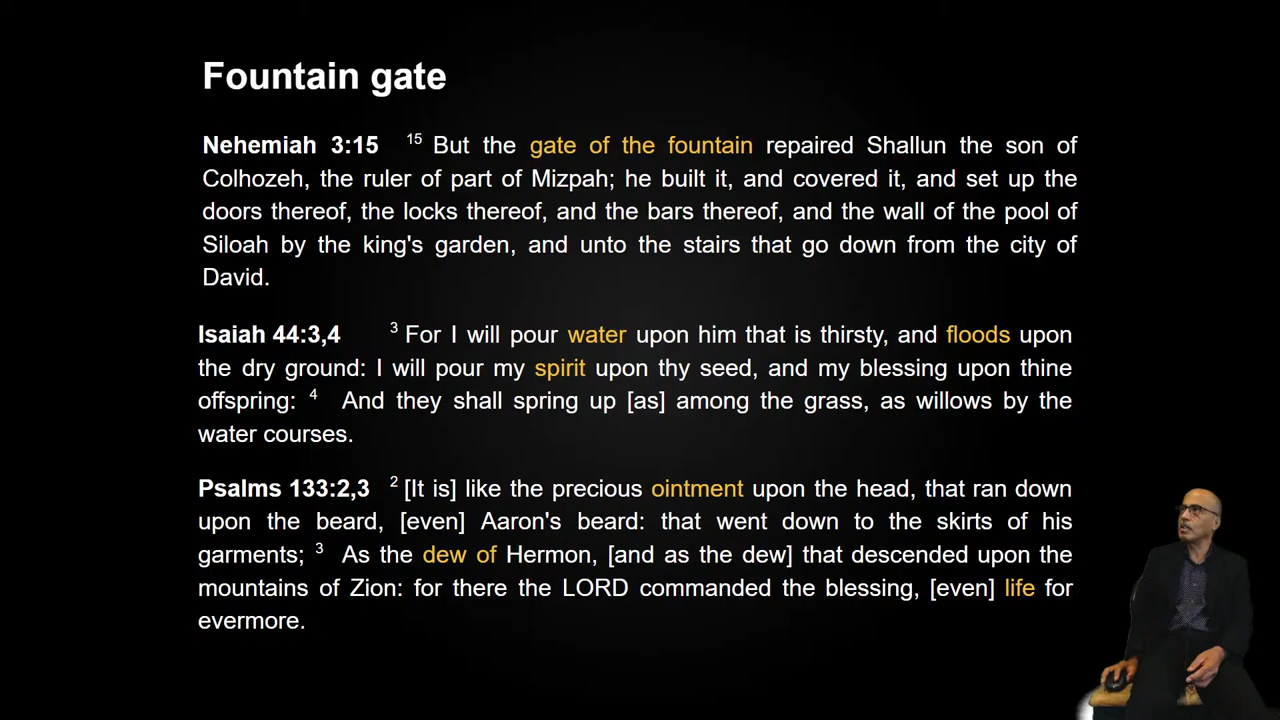 Fountain gate
Nehemiah 3:15 15 But the gate of the fountain repaired Shallun the son of
Colhozeh, the ruler of part of Mizpah; he built it, and covered it, and set up the
doors thereof, the locks thereof, and the bars thereof, and the wall of the pool of
Siloah by the king's garden, and unto the stairs that go down from the city of
David.
Isaiah 44:3,4 3 For I will pour water upon him that is thirsty, and floods upon
the dry ground: I will pour my spirit upon thy seed, and my blessing upon thine
offspring: 4 And they shall spring up [as] among the grass, as willows by the
water courses.
Psalms 133:2,3 2 [It is] like the precious ointment upon the head, that ran down
upon the beard, [even] Aaron's beard: that went down to the skirts of his
garments; 3 As the dew of Hermon, [and as the dew] that descended upon the
mountains of Zion: for there the LORD commanded the blessing, [even] life for
evermore.